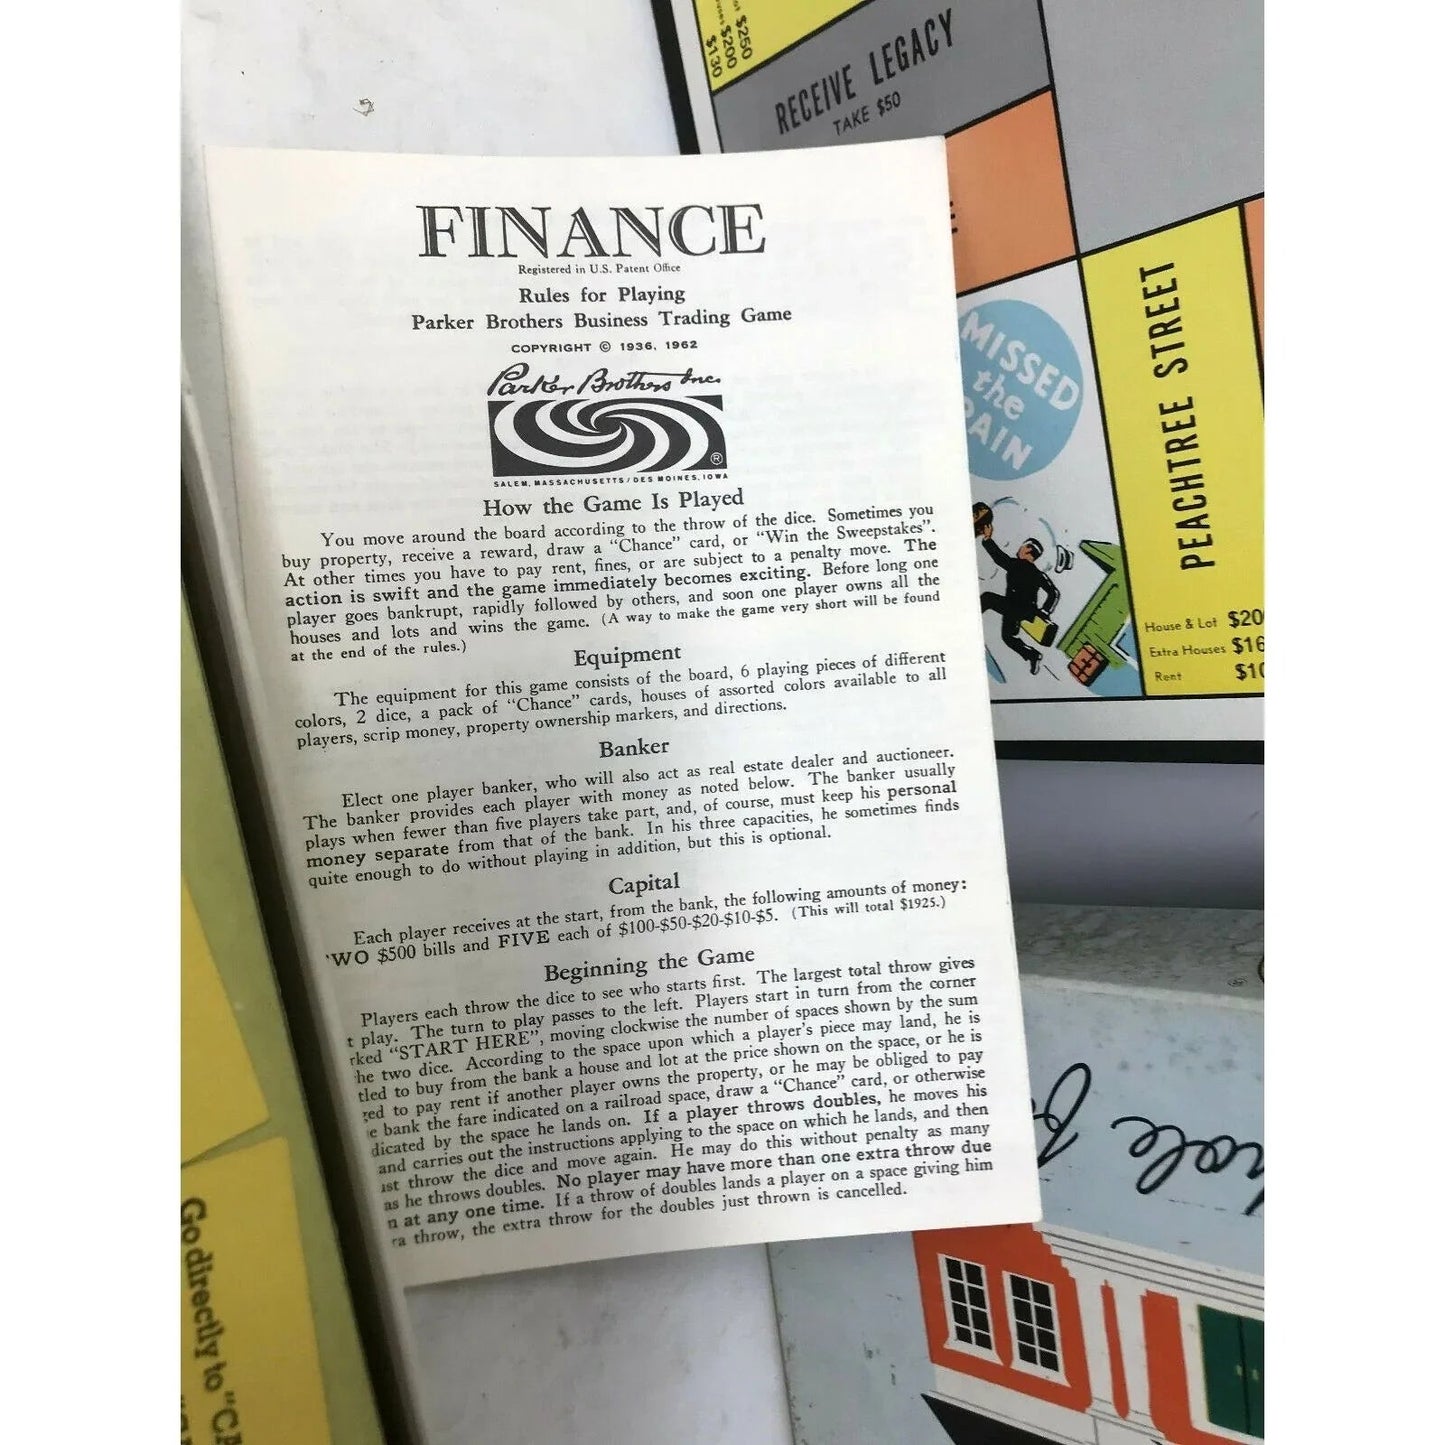 FINANCE
Registered in U.S. Patent Office
Rules for Playing
Parker Brothers Business Trading Game
COPYRIGHT © 1936, 1962
Parker Brothers Inc.
®
SALEM, MASSACHUSETTS / DES MOINES, IOWA
How the Game Is Played
You move around the board according to the throw of the dice. Sometimes you
buy property, receive a reward, draw a "Chance" card, or "Win the Sweepstakes".
At other times you have to pay rent, fines, or are subject to a penalty move. The
action is swift and the game immediately becomes exciting. Before long one
player goes bankrupt, rapidly followed by others, and soon one player owns all the
houses and lots and wins the game. (A way to make the game very short will be found
at the end of the rules.)
Equipment
The equipment for this game consists of the board, 6 playing pieces of different
colors, 2 dice, a pack of "Chance" cards, houses of assorted colors available to all
players, scrip money, property ownership markers, and directions.
Banker
Elect one player banker, who will also act as real estate dealer and auctioneer.
The banker provides each player with money as noted below. The banker usually
plays when fewer than five players take part, and, of course, must keep his personal
money separate from that of the bank. In his three capacities, he sometimes finds
quite enough to do without playing in addition, but this is optional.
Capital
Each player receives at the start, from the bank, the following amounts of money:
WO $500 bills and FIVE each of $100-$50-$20-$10-$5. (This will total $1925.)
Beginning the Game
Players each throw the dice to see who starts first. The largest total throw gives
t play. The turn to play passes to the left. Players start in turn from the corner
rked "START HERE", moving clockwise the number of spaces shown by the sum
he two dice. According to the space upon which a player's piece may land, he is
tled to buy from the bank a house and lot at the price shown on the space, or he is
ged to pay rent if another player owns the property, or he may be obliged to pay
e bank the fare indicated on a railroad space, draw a "Chance" card, or otherwise
dicated by the space he lands on. If a player throws doubles, he moves his
and carries out the instructions applying to the space on which he lands, and then
ust throw the dice and move again. He may do this without penalty as many
as he throws doubles. No player may have more than one extra throw due
n at any one time. If a throw of doubles lands a player on a space giving him
ra throw, the extra throw for the doubles just thrown is cancelled.
$250
$200
$130
RECEIVE LEGACY
TAKE $50
E
MISSED
the
RAIN
PEACHTREE STREET
House & Lot $20
Extra Houses $16
Rent $10
Go directly to "CA